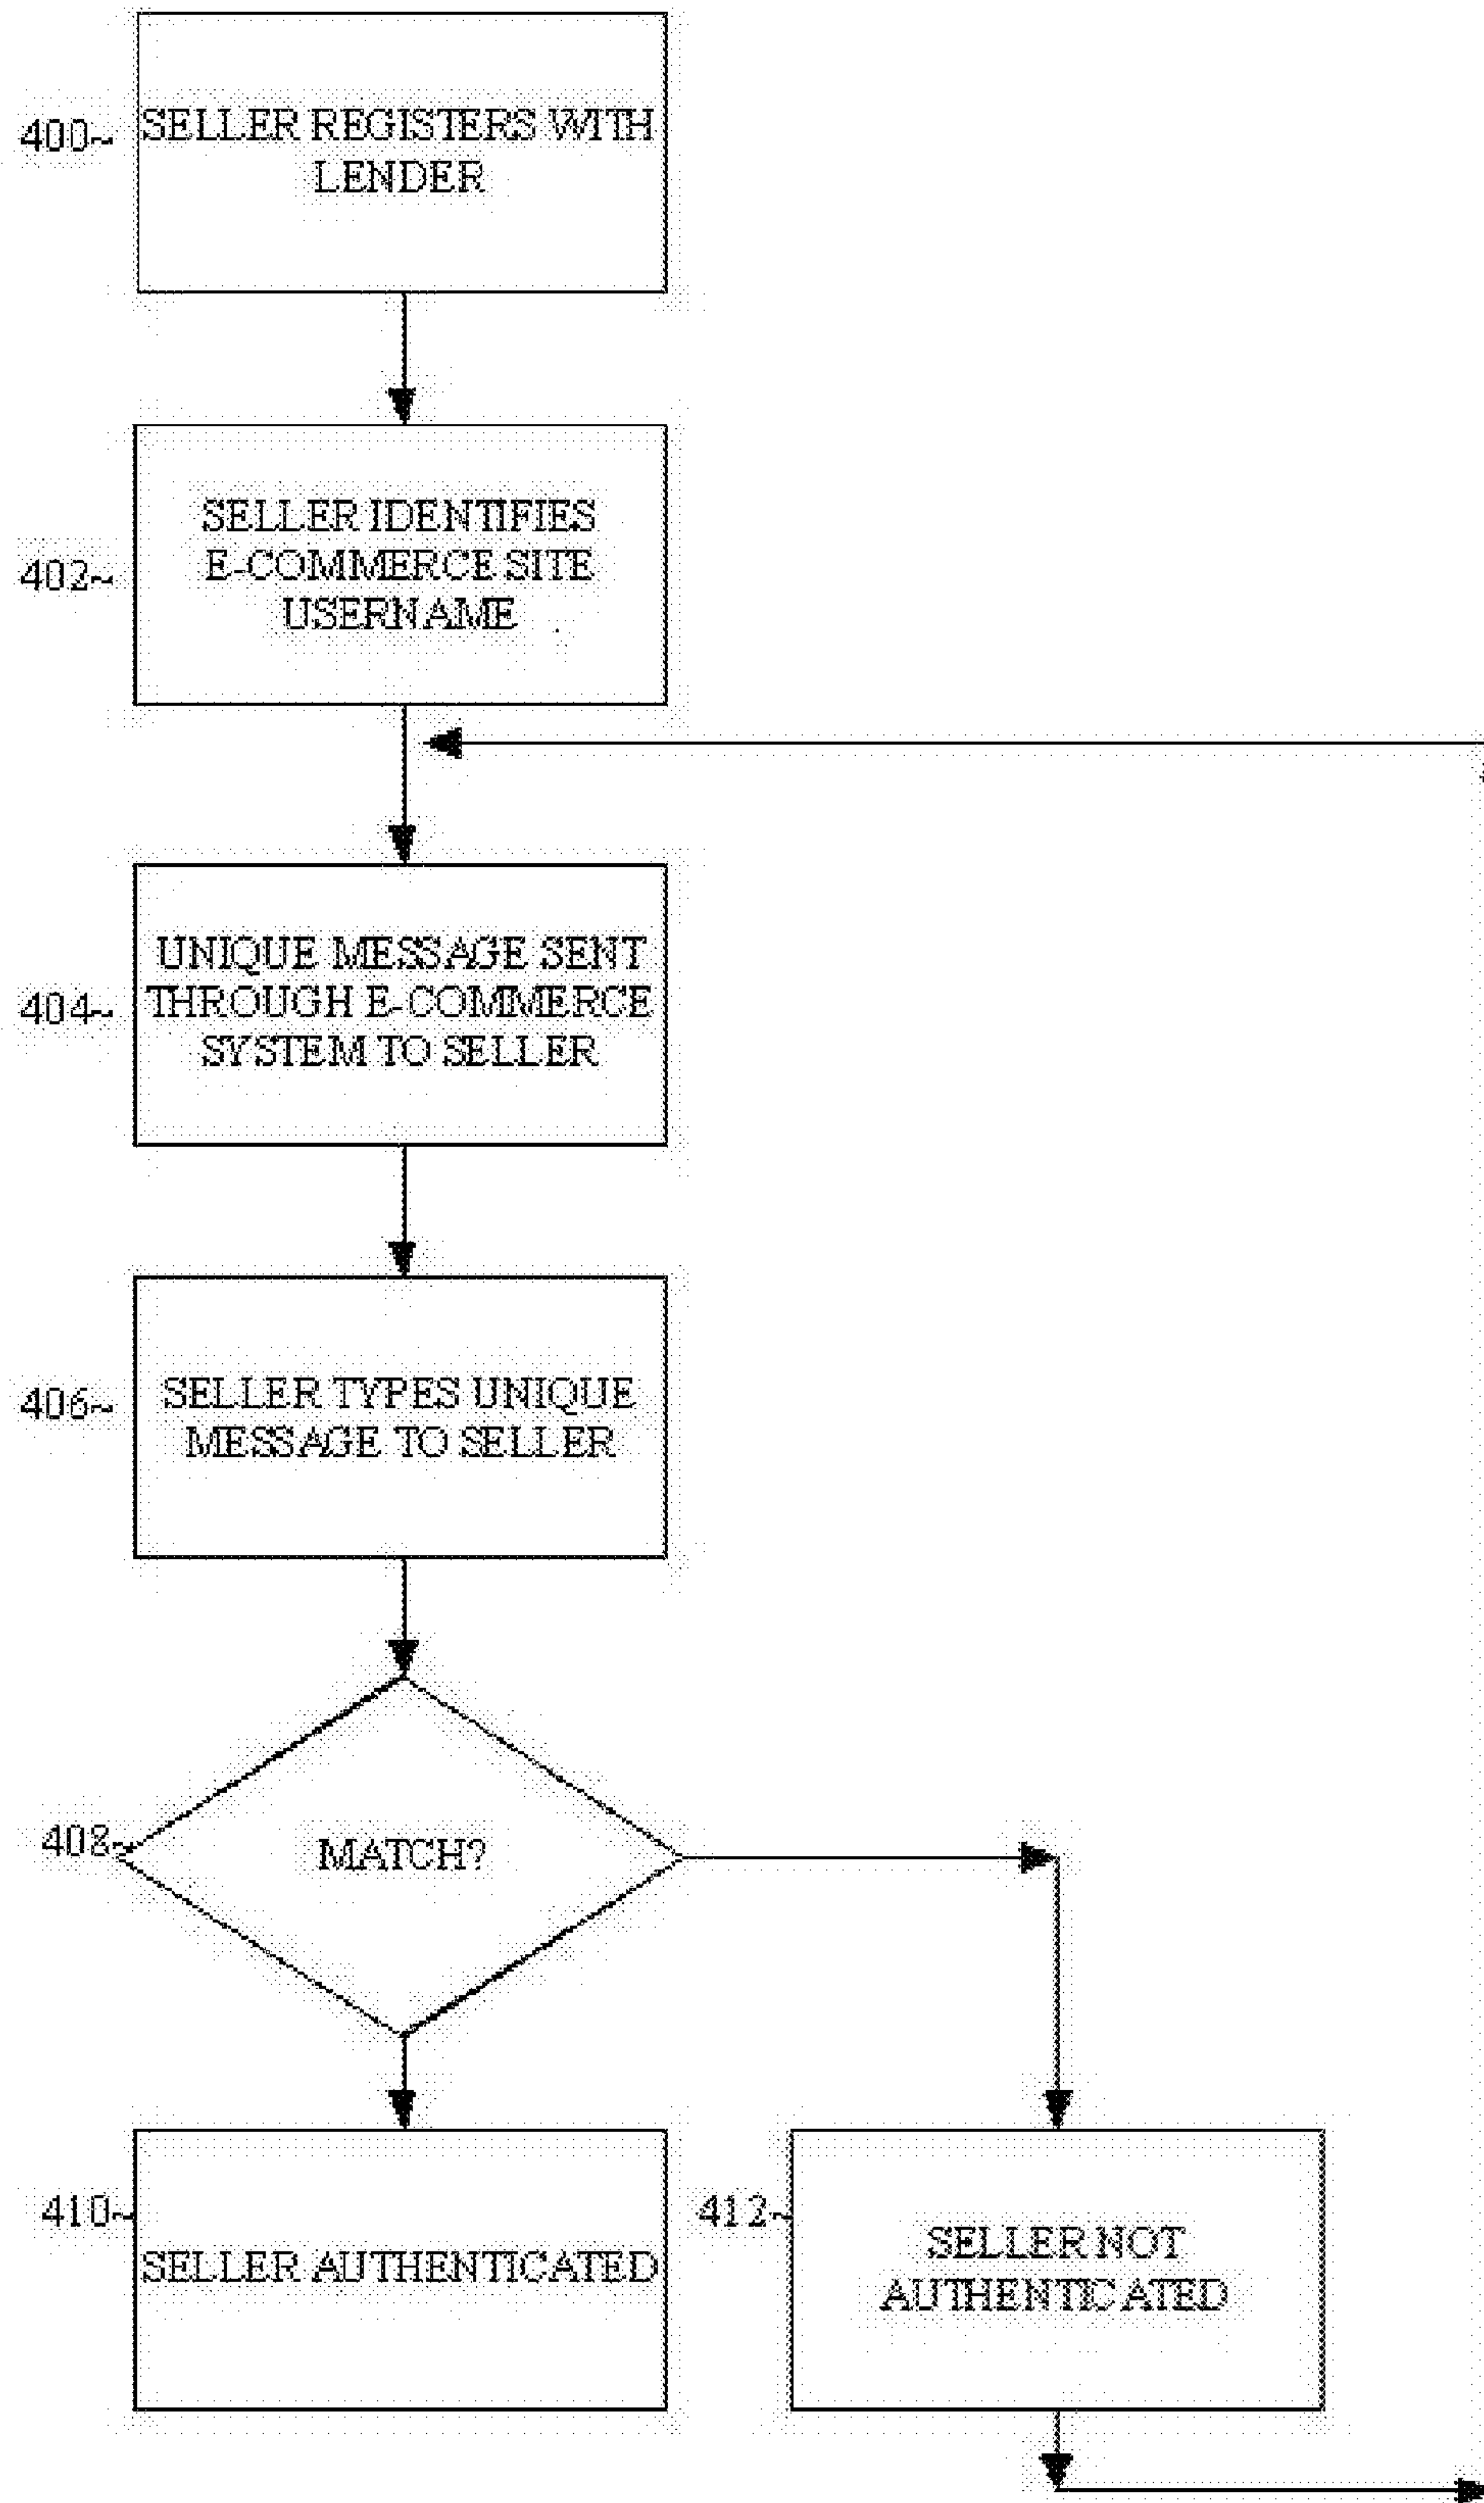 400~
SELLER REGISTERS WITH
LENDER
402~
SELLER IDENTIFIES
E-COMMERCE SITE
USERNAME
404~
UNIQUE MESSAGE SENT
THROUGH E-COMMERCE
SYSTEM TO SELLER
406~
SELLER TYPES UNIQUE
MESSAGE TO SELLER
408~
MATCH?
410~
SELLER AUTHENTICATED
412~
SELLER NOT
AUTHENTICATED